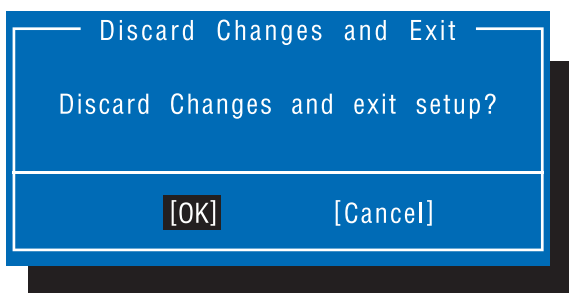 Discard Changes and Exit
Discard Changes and exit setup?
[OK] [Cancel]